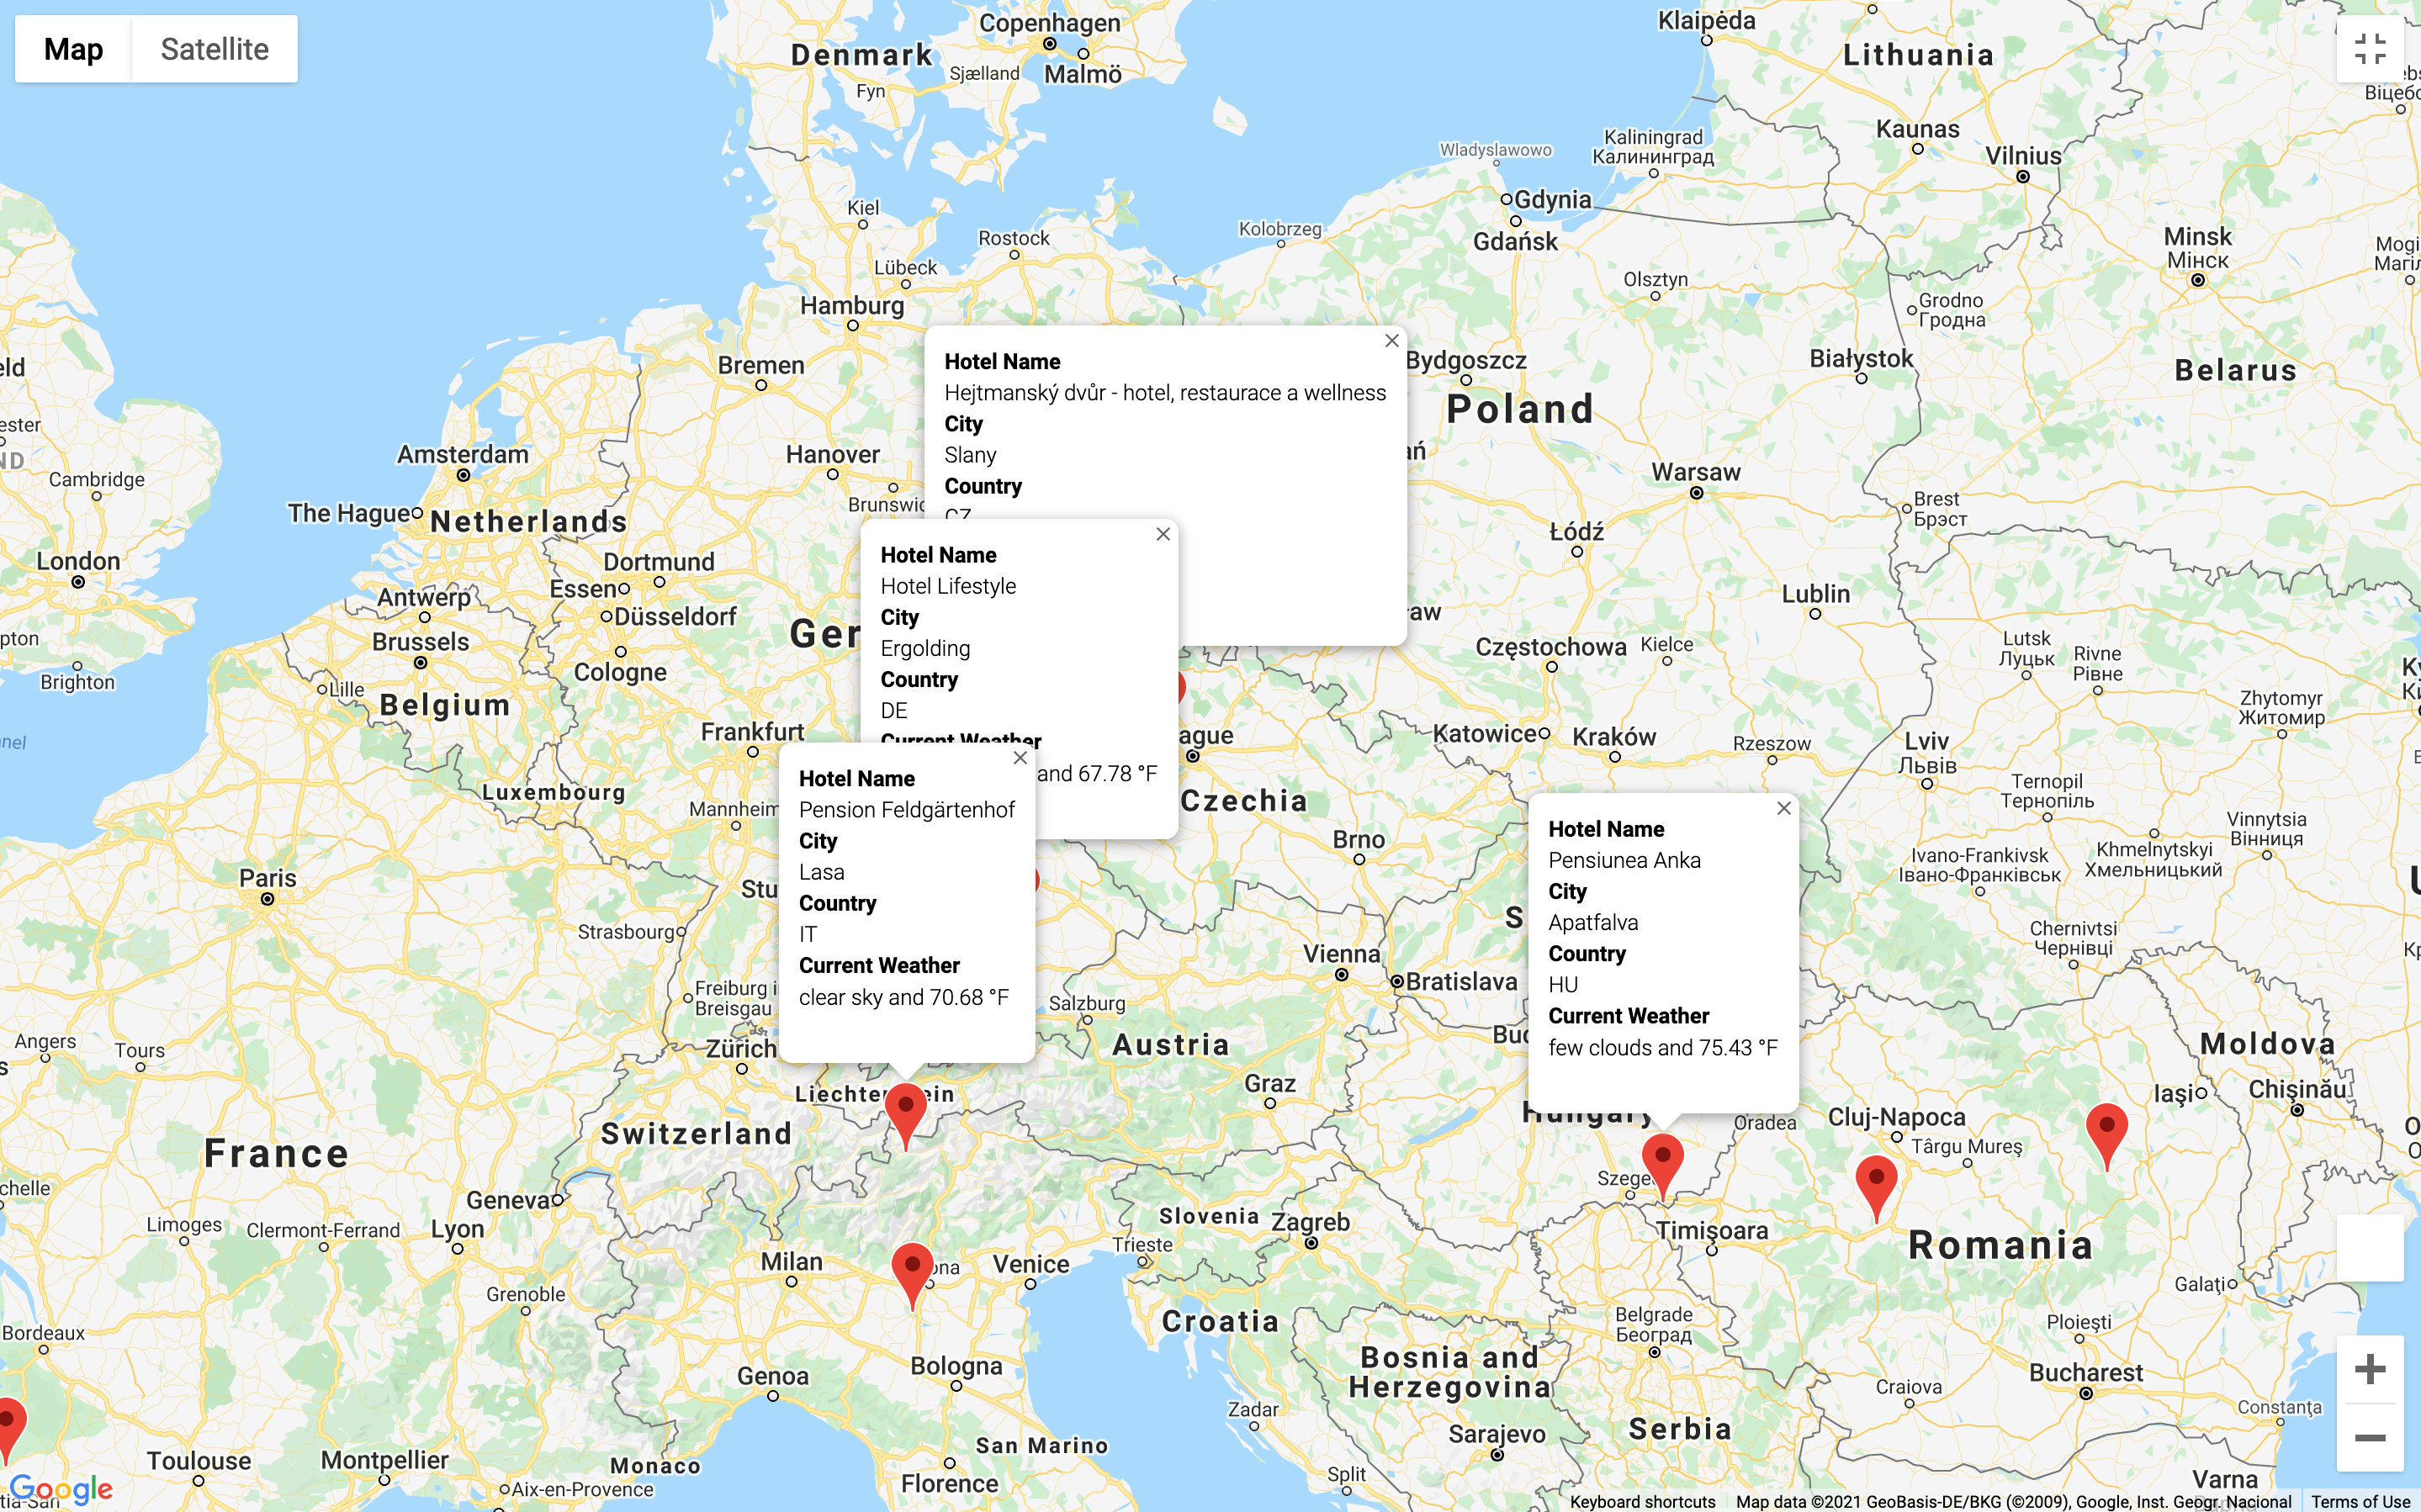 Map
Satellite
Copenhagen
Denmark
Sjælland
Malmö
Fyn
Klaipėda
Lithuania
Віцебс
Kaunas
Kaliningrad
Калининград
Wladyslawowo
Vilnius
Kiel
Gdynia
Kolobrzeg
Gdańsk
Rostock
Minsk
Мінск
Lübeck
Olsztyn
Hamburg
Grodno
Гродна
Bremen
Bydgoszcz
Białystok
Belarus
Hotel Name
Hejtmanský dvůr - hotel, restaurace a wellness
City
Slany
Country
CZ
Poland
Amsterdam
Hanover
Cambridge
Warsaw
The Hague
Netherlands
Brest
Брэст
Łódź
London
Dortmund
Essen
Antwerp
Düsseldorf
Lublin
Brussels
Cologne
Częstochowa
Kielce
Lutsk
Луцьк
Rivne
Рівне
Brighton
Lille
Belgium
Hotel Name
Hotel Lifestyle
City
Ergolding
Country
DE
Current Weather
and 67.78 °F
Zhytomyr
Житомир
Frankfurt
Katowice
Kraków
Rzeszow
Lviv
Львів
Luxembourg
Mannheim
Czechia
Ternopil
Тернопіль
Vinnytsia
Вінниця
Brno
Khmelnytskyi
Хмельницький
Ivano-Frankivsk
Івано-Франківськ
Hotel Name
Pension Feldgärtenhof
City
Lasa
Country
IT
Current Weather
clear sky and 70.68 °F
Hotel Name
Pensiunea Anka
City
Apatfalva
Country
HU
Current Weather
few clouds and 75.43 °F
Paris
Strasbourg
Chernivtsi
Чернівці
Vienna
Bratislava
Freiburg
Breisgau
Salzburg
Angers
Tours
Zürich
Austria
Moldova
Graz
Iași
Chișinău
Liechtenstein
Hungary
Oradea
Cluj-Napoca
Târgu Mureș
Switzerland
France
Geneva
Limoges
Clermont-Ferrand
Lyon
Slovenia
Zagreb
Timișoara
Romania
Trieste
Milan
Venice
Grenoble
Galați
Croatia
Belgrade
Београд
Ploiești
Bordeaux
Bosnia and
Herzegovina
Bologna
Genoa
Bucharest
Craiova
Constanța
Zadar
Serbia
Sarajevo
San Marino
Toulouse
Montpellier
Monaco
Florence
Split
Varna
Aix-en-Provence
Google
Keyboard shortcuts
Map data ©2021 GeoBasis-DE/BKG (©2009), Google, Inst. Geogr. Nacional
Terms of Use